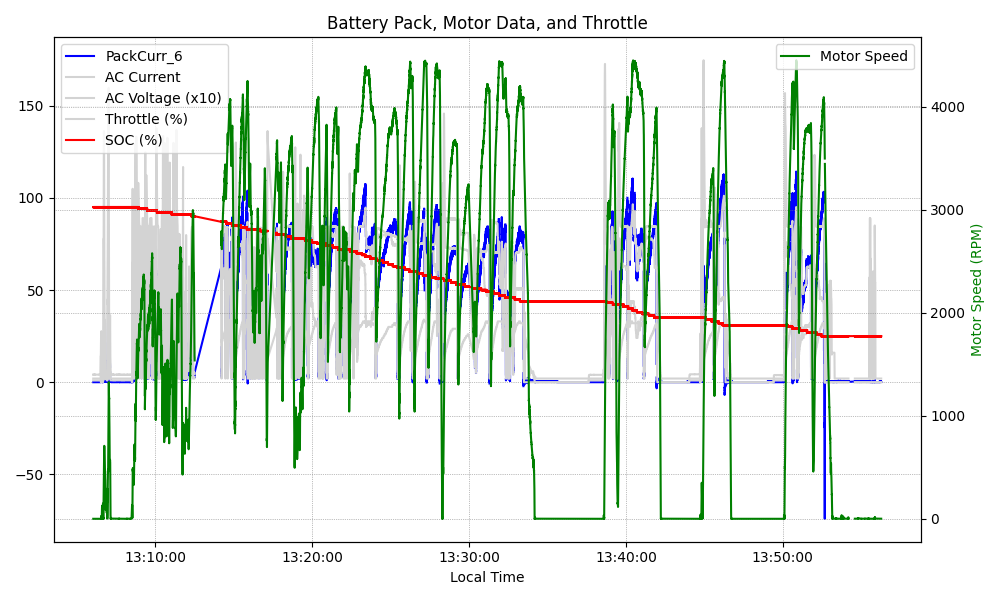 Battery Pack, Motor Data, and Throttle
PackCurr_6
AC Current
AC Voltage (x10)
Throttle (%)
SOC (%)
Motor Speed
150
100
50
0
−50
4000
3000
2000
1000
0
Motor Speed (RPM)
13:10:00
13:20:00
13:30:00
13:40:00
13:50:00
Local Time